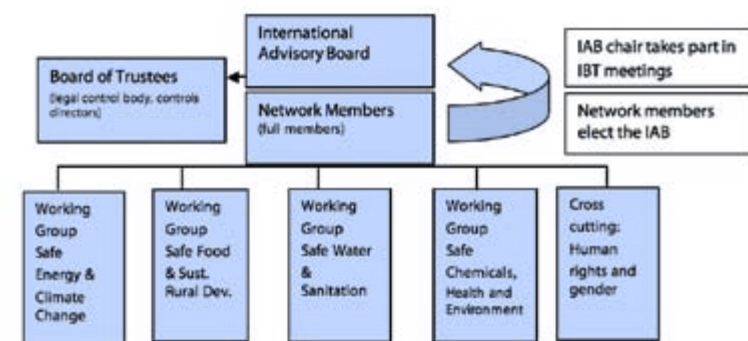 International
Advisory Board
Board of Trustees
(legal control body, controls
directors)
Network Members
(full members)
IAB chair takes part in
IBT meetings
Network members
elect the IAB
Working
Group
Safe
Energy &
Climate
Change
Working
Group
Safe Food
& Sust.
Rural Dev.
Working
Group
Safe Water
&
Sanitation
Working
Group
Safe
Chemicals,
Health and
Environment
Cross
cutting:
Human
rights and
gender